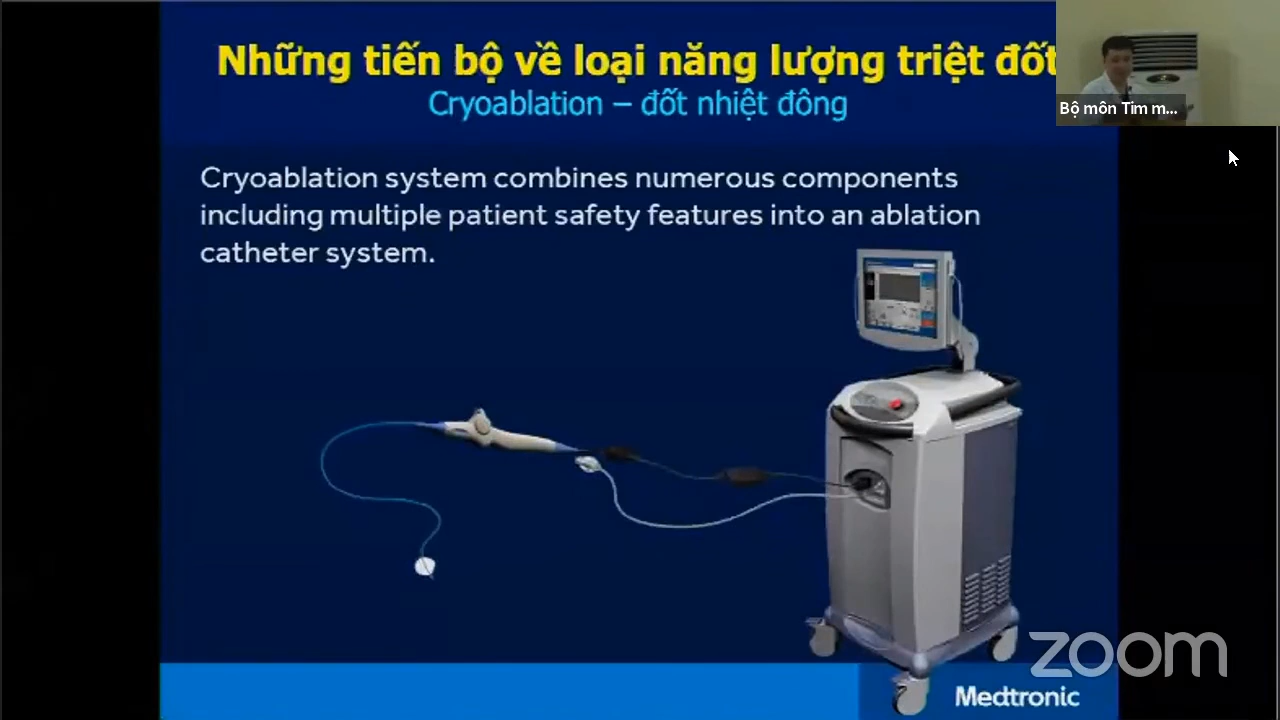 Những tiến bộ về loại năng lượng triệt đốt
Cryoablation – đốt nhiệt đông
Bộ môn Tim m...
Cryoablation system combines numerous components
including multiple patient safety features into an ablation
catheter system.
zoom
Medtronic